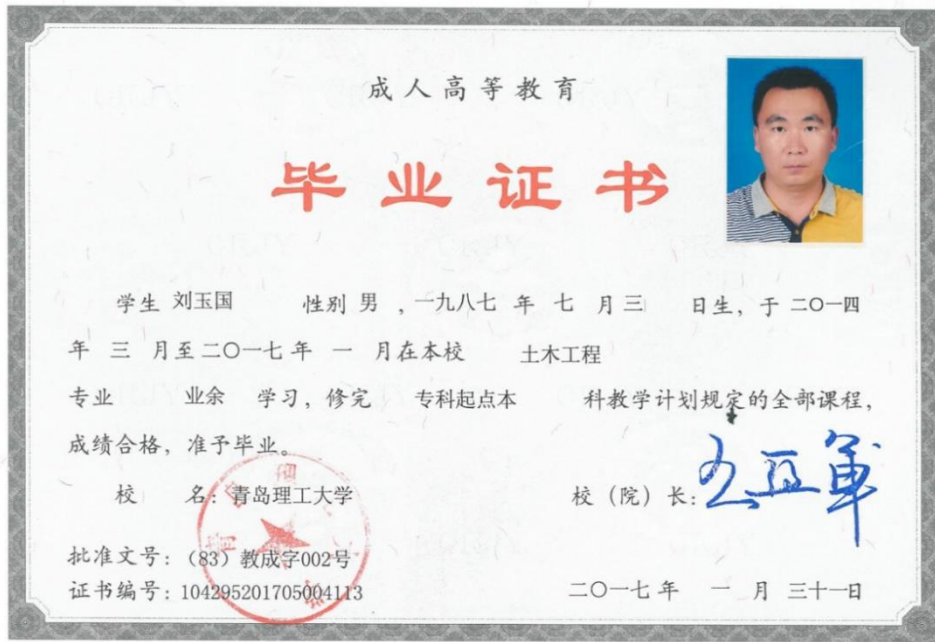 成人高等教育
毕业证书
学生 刘玉国 性别 男 ，一九八七 年 七 月 三 日生，于 二〇一四
年 三 月至 二〇一七 年 一 月在本校 土木工程
专业 业余 学习，修完 专科起点本 科教学计划规定的全部课程，
成绩合格，准予毕业。
校 名：青岛理工大学 校（院）长：
批准文号：（83）教成字002号
证书编号：104295201705004113 二〇一七 年 一 月 三十一日